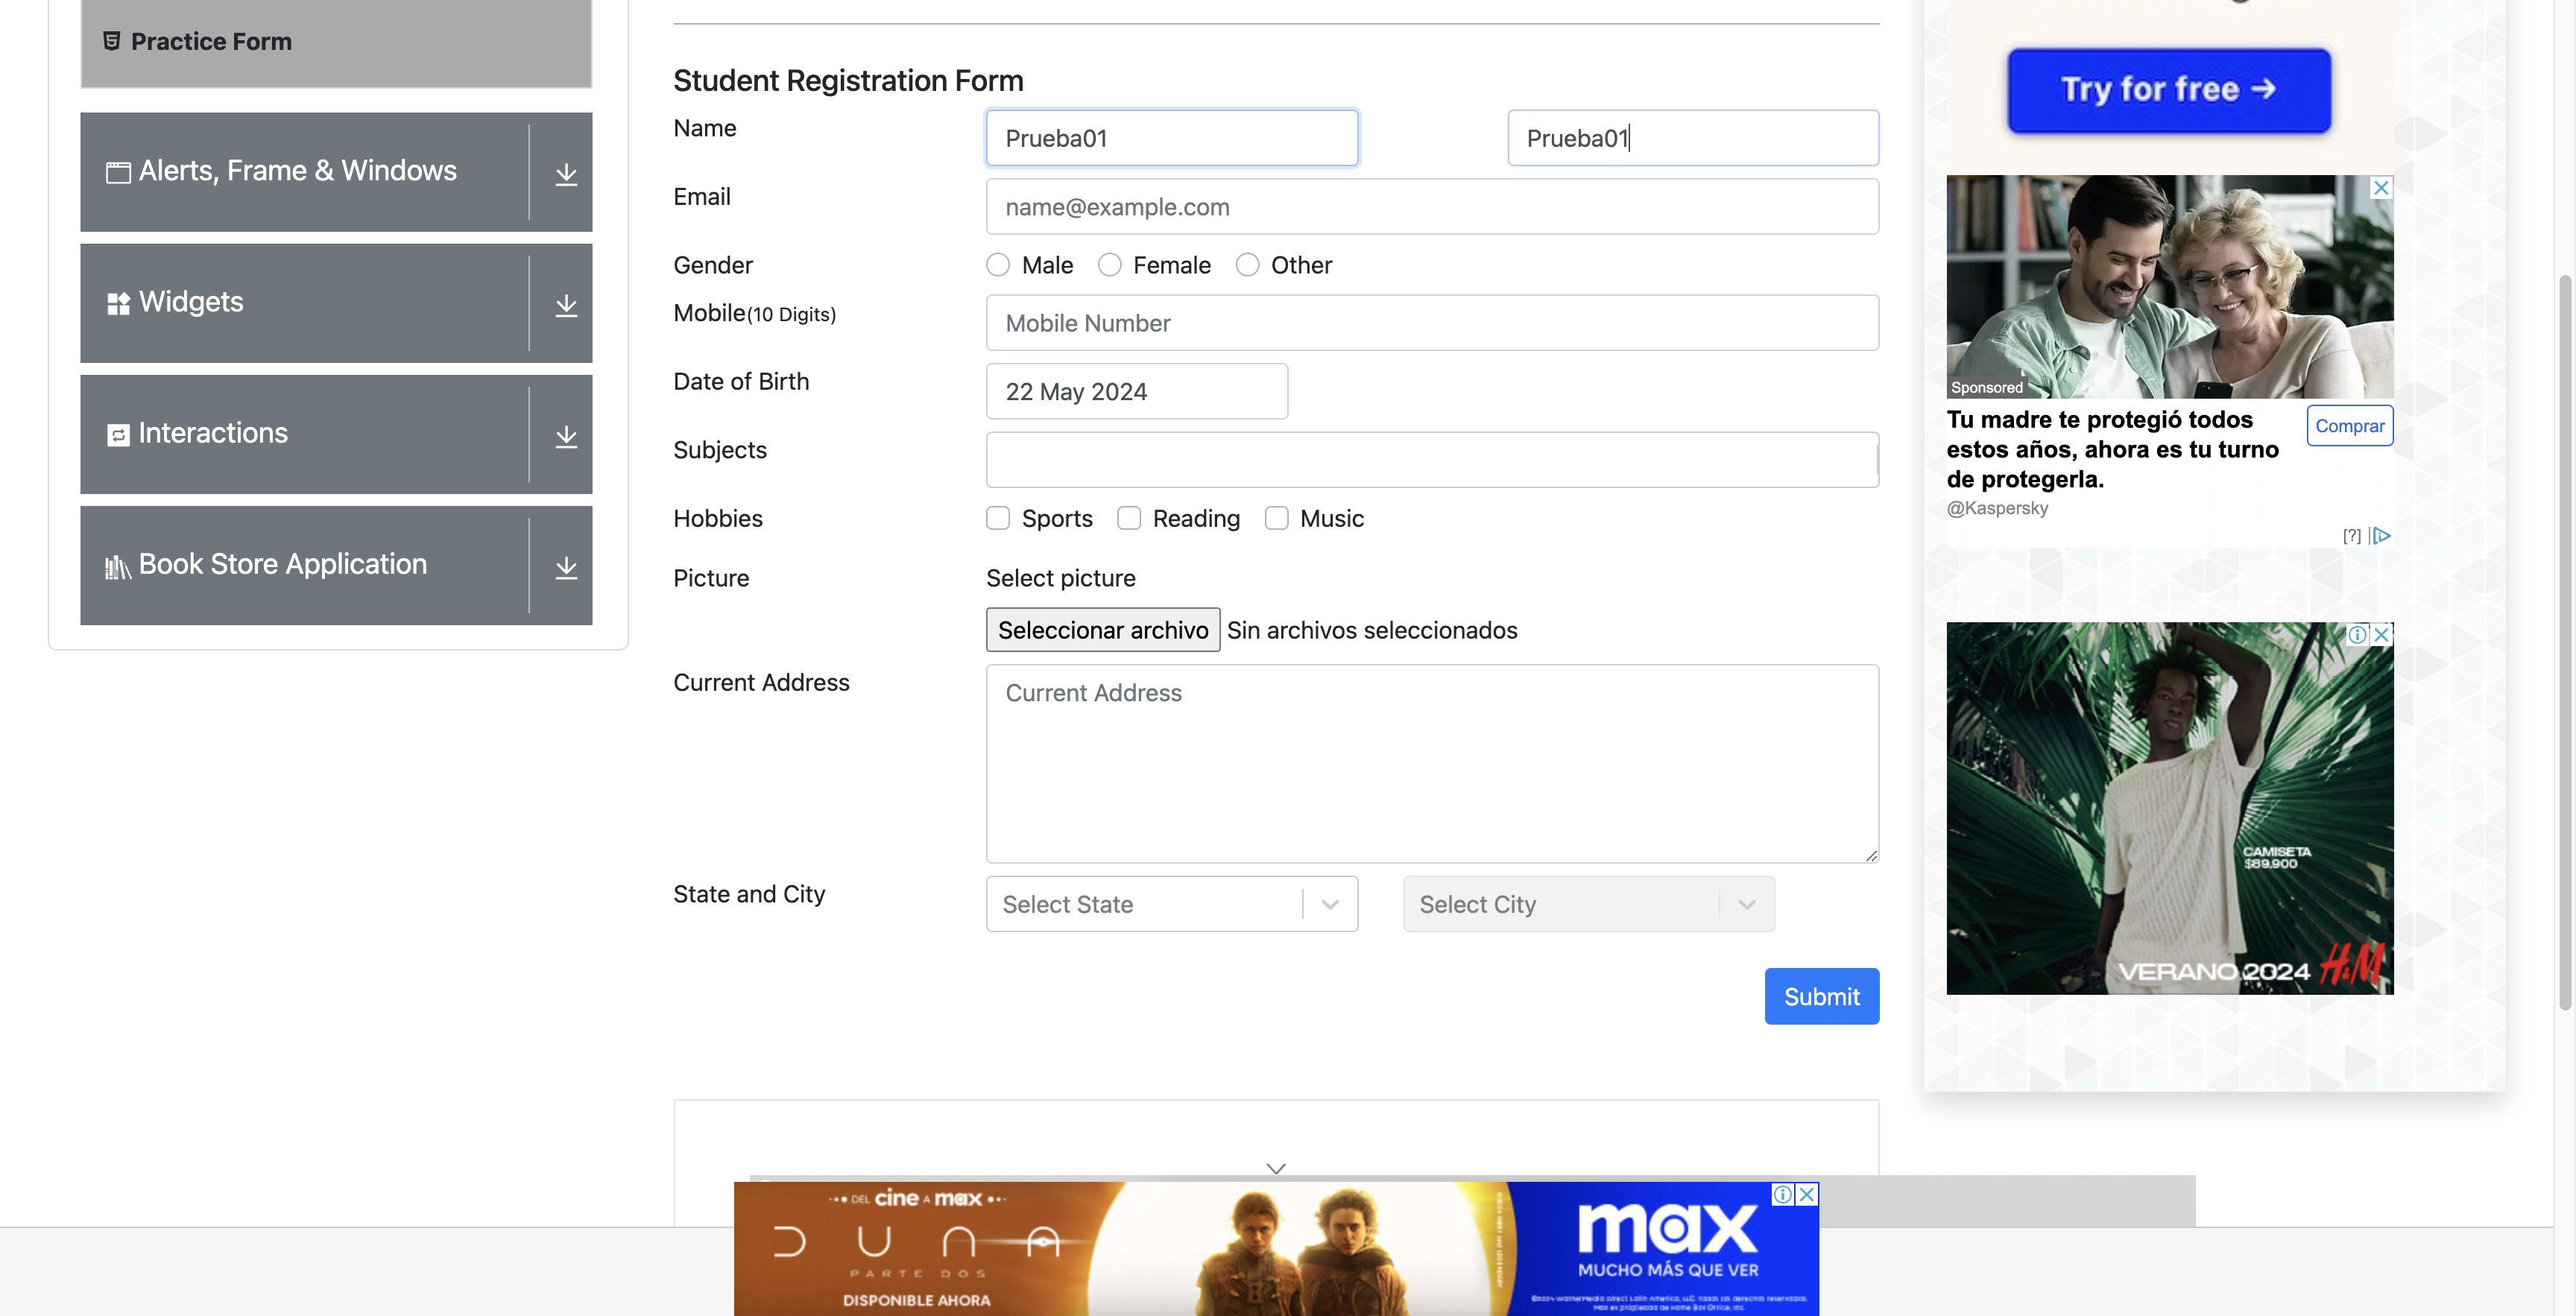 Practice Form
Alerts, Frame & Windows
Widgets
Interactions
Book Store Application
Student Registration Form
Name
Prueba01
Prueba01
Email
name@example.com
Gender
Male
Female
Other
Mobile(10 Digits)
Mobile Number
Date of Birth
22 May 2024
Subjects
Hobbies
Sports
Reading
Music
Picture
Select picture
Seleccionar archivo
Sin archivos seleccionados
Current Address
Current Address
State and City
Select State
Select City
Submit
Try for free →
Sponsored
Tu madre te protegió todos
estos años, ahora es tu turno
de protegerla.
Comprar
@Kaspersky
[?]
CAMISETA
$89.900
VERANO 2024 H&M
DEL cine A max
DUNA
PARTE DOS
DISPONIBLE AHORA
max
MUCHO MÁS QUE VER